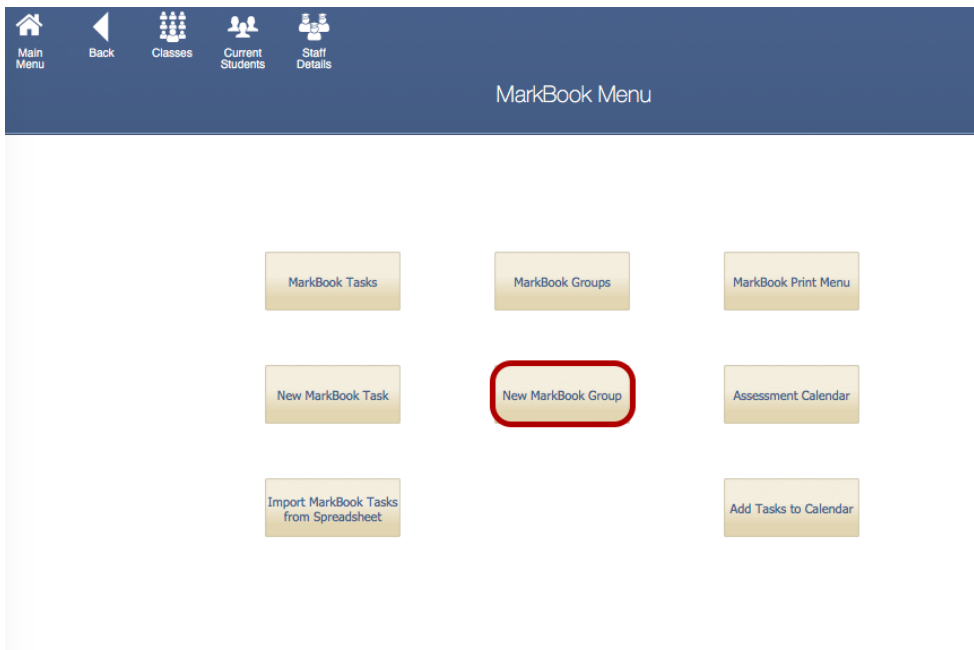 Main
Menu
Back
Classes
Current
Students
Staff
Details
MarkBook Menu
MarkBook Tasks
MarkBook Groups
MarkBook Print Menu
New MarkBook Task
New MarkBook Group
Assessment Calendar
Import MarkBook Tasks
from Spreadsheet
Add Tasks to Calendar